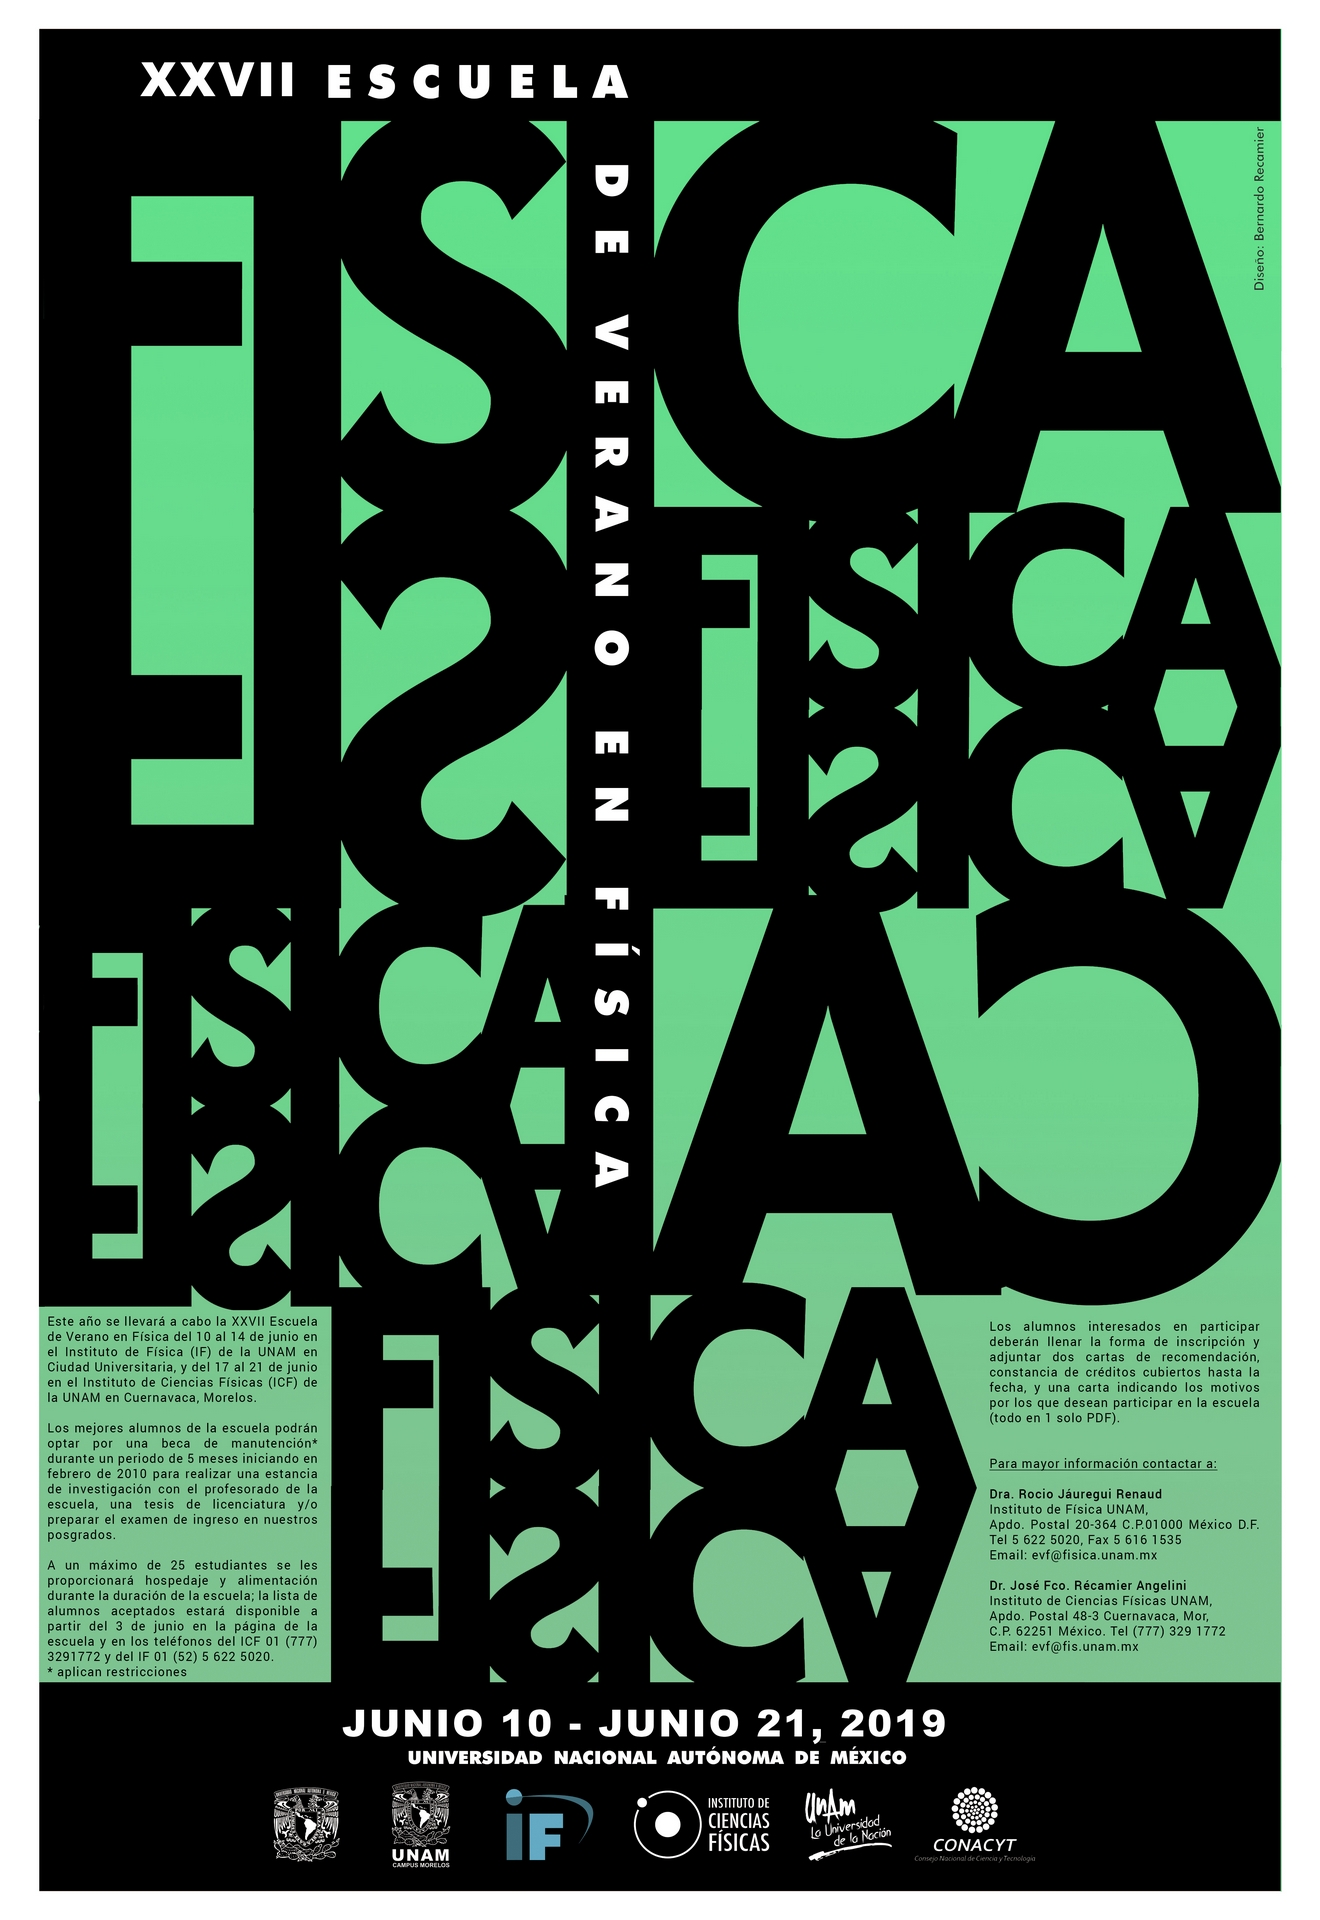 XXVII ESCUELA
DE VERANO EN FÍSICA
Diseño: Bernardo Recamier
FISICA
FISICA
FISICA
FISICA
Este año se llevará a cabo la XXVII Escuela
de Verano en Física del 10 al 14 de junio en
el Instituto de Física (IF) de la UNAM en
Ciudad Universitaria, y del 17 al 21 de junio
en el Instituto de Ciencias Físicas (ICF) de
la UNAM en Cuernavaca, Morelos.
Los mejores alumnos de la escuela podrán
optar por una beca de manutención*
durante un periodo de 5 meses iniciando en
febrero de 2010 para realizar una estancia
de investigación con el profesorado de la
escuela, una tesis de licenciatura y/o
preparar el examen de ingreso en nuestros
posgrados.
A un máximo de 25 estudiantes se les
proporcionará hospedaje y alimentación
durante la duración de la escuela; la lista de
alumnos aceptados estará disponible a
partir del 3 de junio en la página de la
escuela y en los teléfonos del ICF 01 (777)
3291772 y del IF 01 (52) 5 622 5020.
* aplican restricciones
Los alumnos interesados en participar
deberán llenar la forma de inscripción y
adjuntar dos cartas de recomendación,
constancia de créditos cubiertos hasta la
fecha, y una carta indicando los motivos
por los que desean participar en la escuela
(todo en 1 solo PDF).
Para mayor información contactar a:
Dra. Rocio Jáuregui Renaud
Instituto de Física UNAM,
Apdo. Postal 20-364 C.P.01000 México D.F.
Tel 5 622 5020, Fax 5 616 1535
Email: evf@fisica.unam.mx
Dr. José Fco. Récamier Angelini
Instituto de Ciencias Físicas UNAM,
Apdo. Postal 48-3 Cuernavaca, Mor,
C.P. 62251 México. Tel (777) 329 1772
Email: evf@fis.unam.mx
JUNIO 10 - JUNIO 21, 2019
UNIVERSIDAD NACIONAL AUTÓNOMA DE MÉXICO
UNAM
CAMPUS MORELOS
iF
INSTITUTO DE
CIENCIAS
FÍSICAS
UnAm
La Universidad
de la Nación
CONACYT
Consejo Nacional de Ciencia y Tecnología